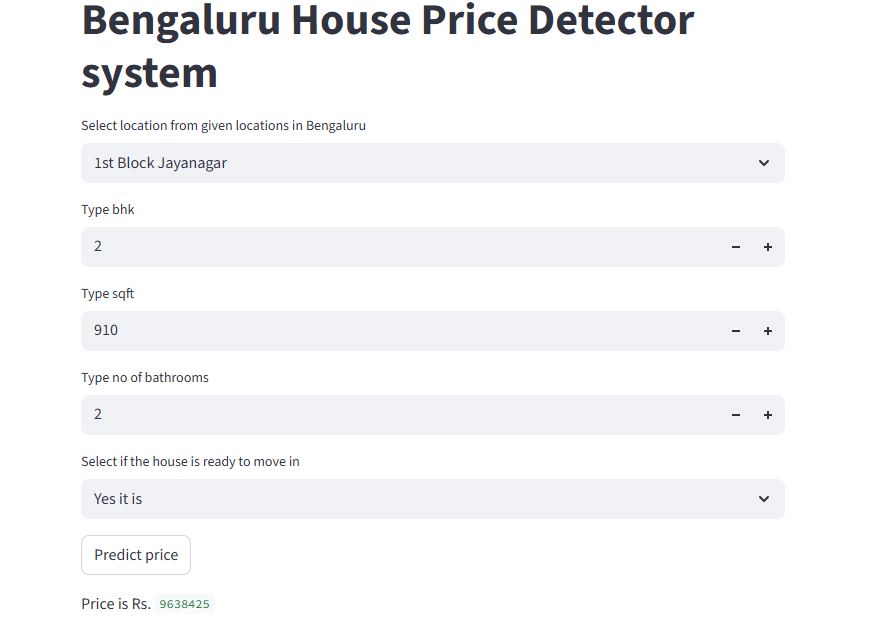 Bengaluru House Price Detector
system
Select location from given locations in Bengaluru
1st Block Jayanagar
Type bhk
2
Type sqft
910
Type no of bathrooms
2
Select if the house is ready to move in
Yes it is
Predict price
Price is Rs. 9638425